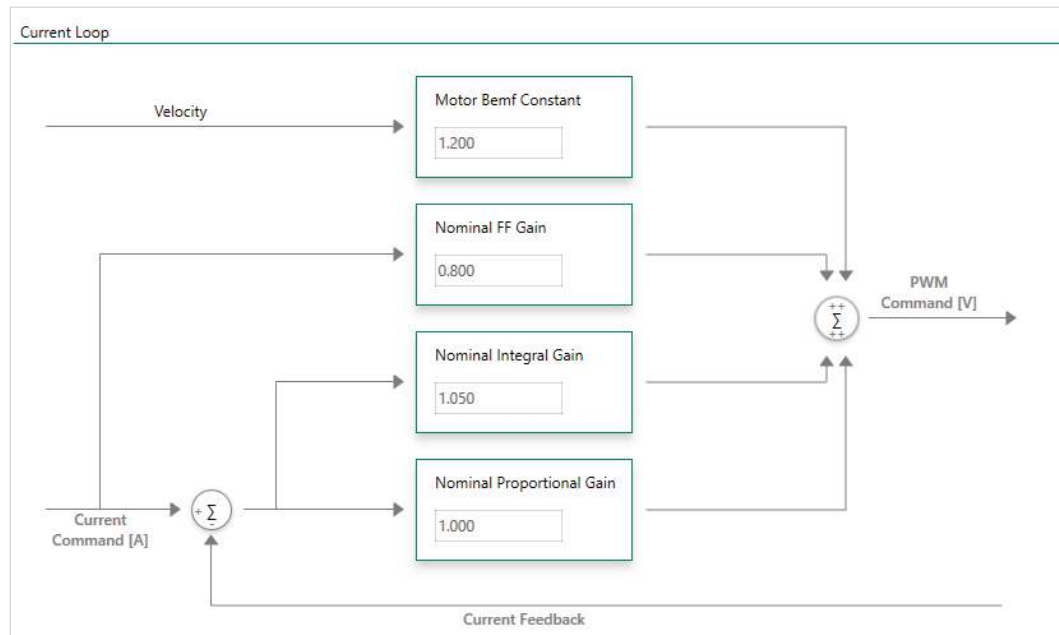 Current Loop
Velocity
Motor Bemf Constant
1.200
Nominal FF Gain
0.800
PWM
Command [V]
++
Σ
++
Nominal Integral Gain
1.050
Nominal Proportional Gain
1.000
+ Σ
-
Current
Command [A]
Current Feedback